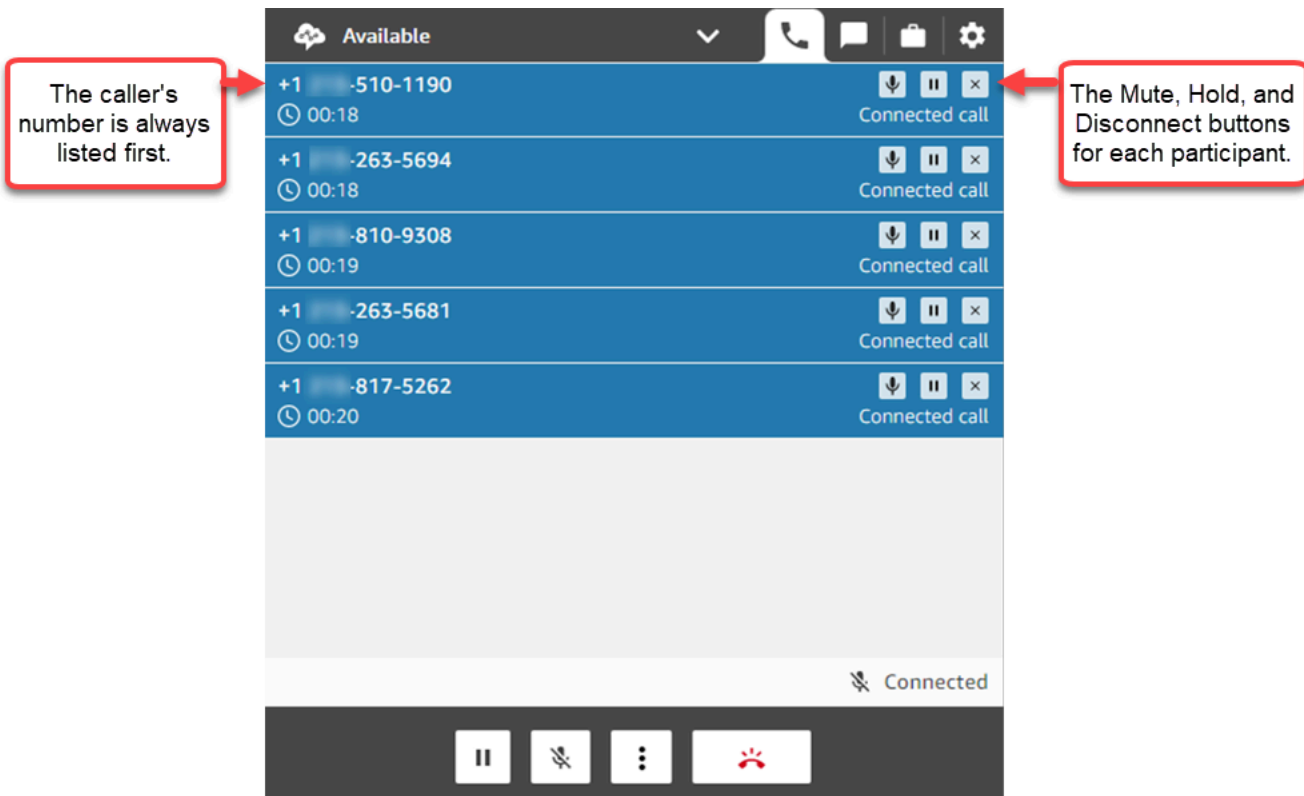 Available
The caller's
number is always
listed first.
+1 -510-1190
00:18
Connected call
The Mute, Hold, and
Disconnect buttons
for each participant.
+1 -263-5694
00:18
Connected call
+1 -810-9308
00:19
Connected call
+1 -263-5681
00:19
Connected call
+1 -817-5262
00:20
Connected call
Connected